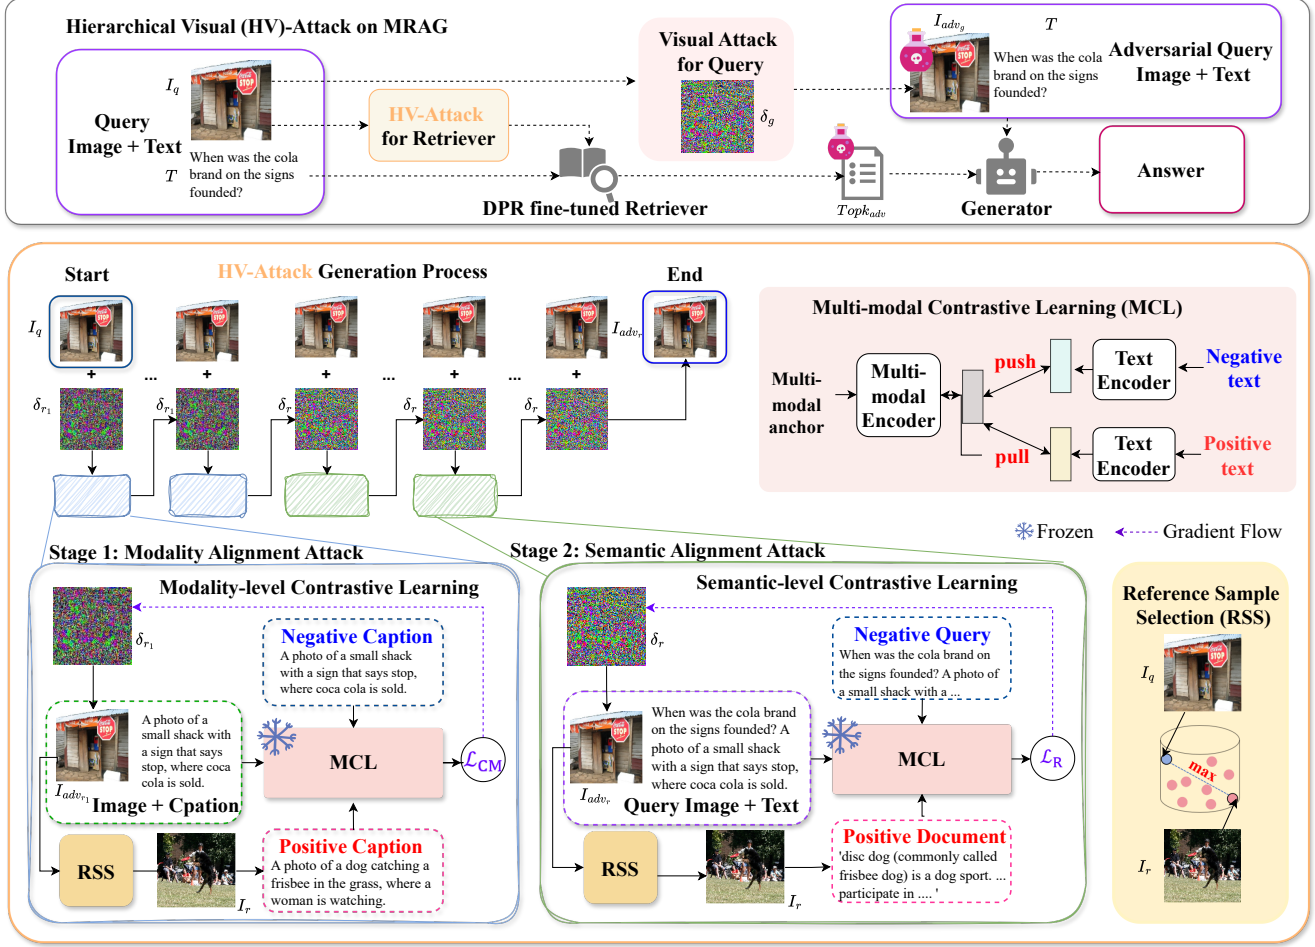 Hierarchical Visual (HV)-Attack on MRAG
Query
Image + Text
I_q
When was the cola
brand on the signs
founded?
T
HV-Attack
for Retriever
DPR fine-tuned Retriever
Visual Attack
for Query
δ_g
Topk_adv
I_adv_g
T
When was the cola
brand on the signs
founded?
Adversarial Query
Image + Text
Generator
Answer
Start
HV-Attack Generation Process
End
I_q
I_adv_r
+
...
+
+
...
+
...
+
δ_r₁
δ_r₁
δ_r
δ_r
δ_r
Multi-modal Contrastive Learning (MCL)
Multi-
modal
anchor
Multi-
modal
Encoder
push
pull
Text
Encoder
Negative
text
Text
Encoder
Positive
text
Frozen
Gradient Flow
Stage 1: Modality Alignment Attack
Modality-level Contrastive Learning
δ_r₁
Negative Caption
A photo of a small shack
with a sign that says stop,
where coca cola is sold.
A photo of a
small shack with
a sign that says
stop, where coca
cola is sold.
I_adv_r₁
Image + Cpation
MCL
ℒ_CM
RSS
I_r
Positive Caption
A photo of a dog catching a
frisbee in the grass, where a
woman is watching.
Stage 2: Semantic Alignment Attack
Semantic-level Contrastive Learning
δ_r
Negative Query
When was the cola brand on
the signs founded? A photo of
a small shack with a ...
When was the cola brand
on the signs founded? A
photo of a small shack
with a sign that says stop,
where coca cola is sold.
I_adv_r
Query Image + Text
MCL
ℒ_R
RSS
I_r
Positive Document
'disc dog (commonly called
frisbee dog) is a dog sport. ...
participate in ....'
Reference Sample
Selection (RSS)
I_q
max
I_r
STOP